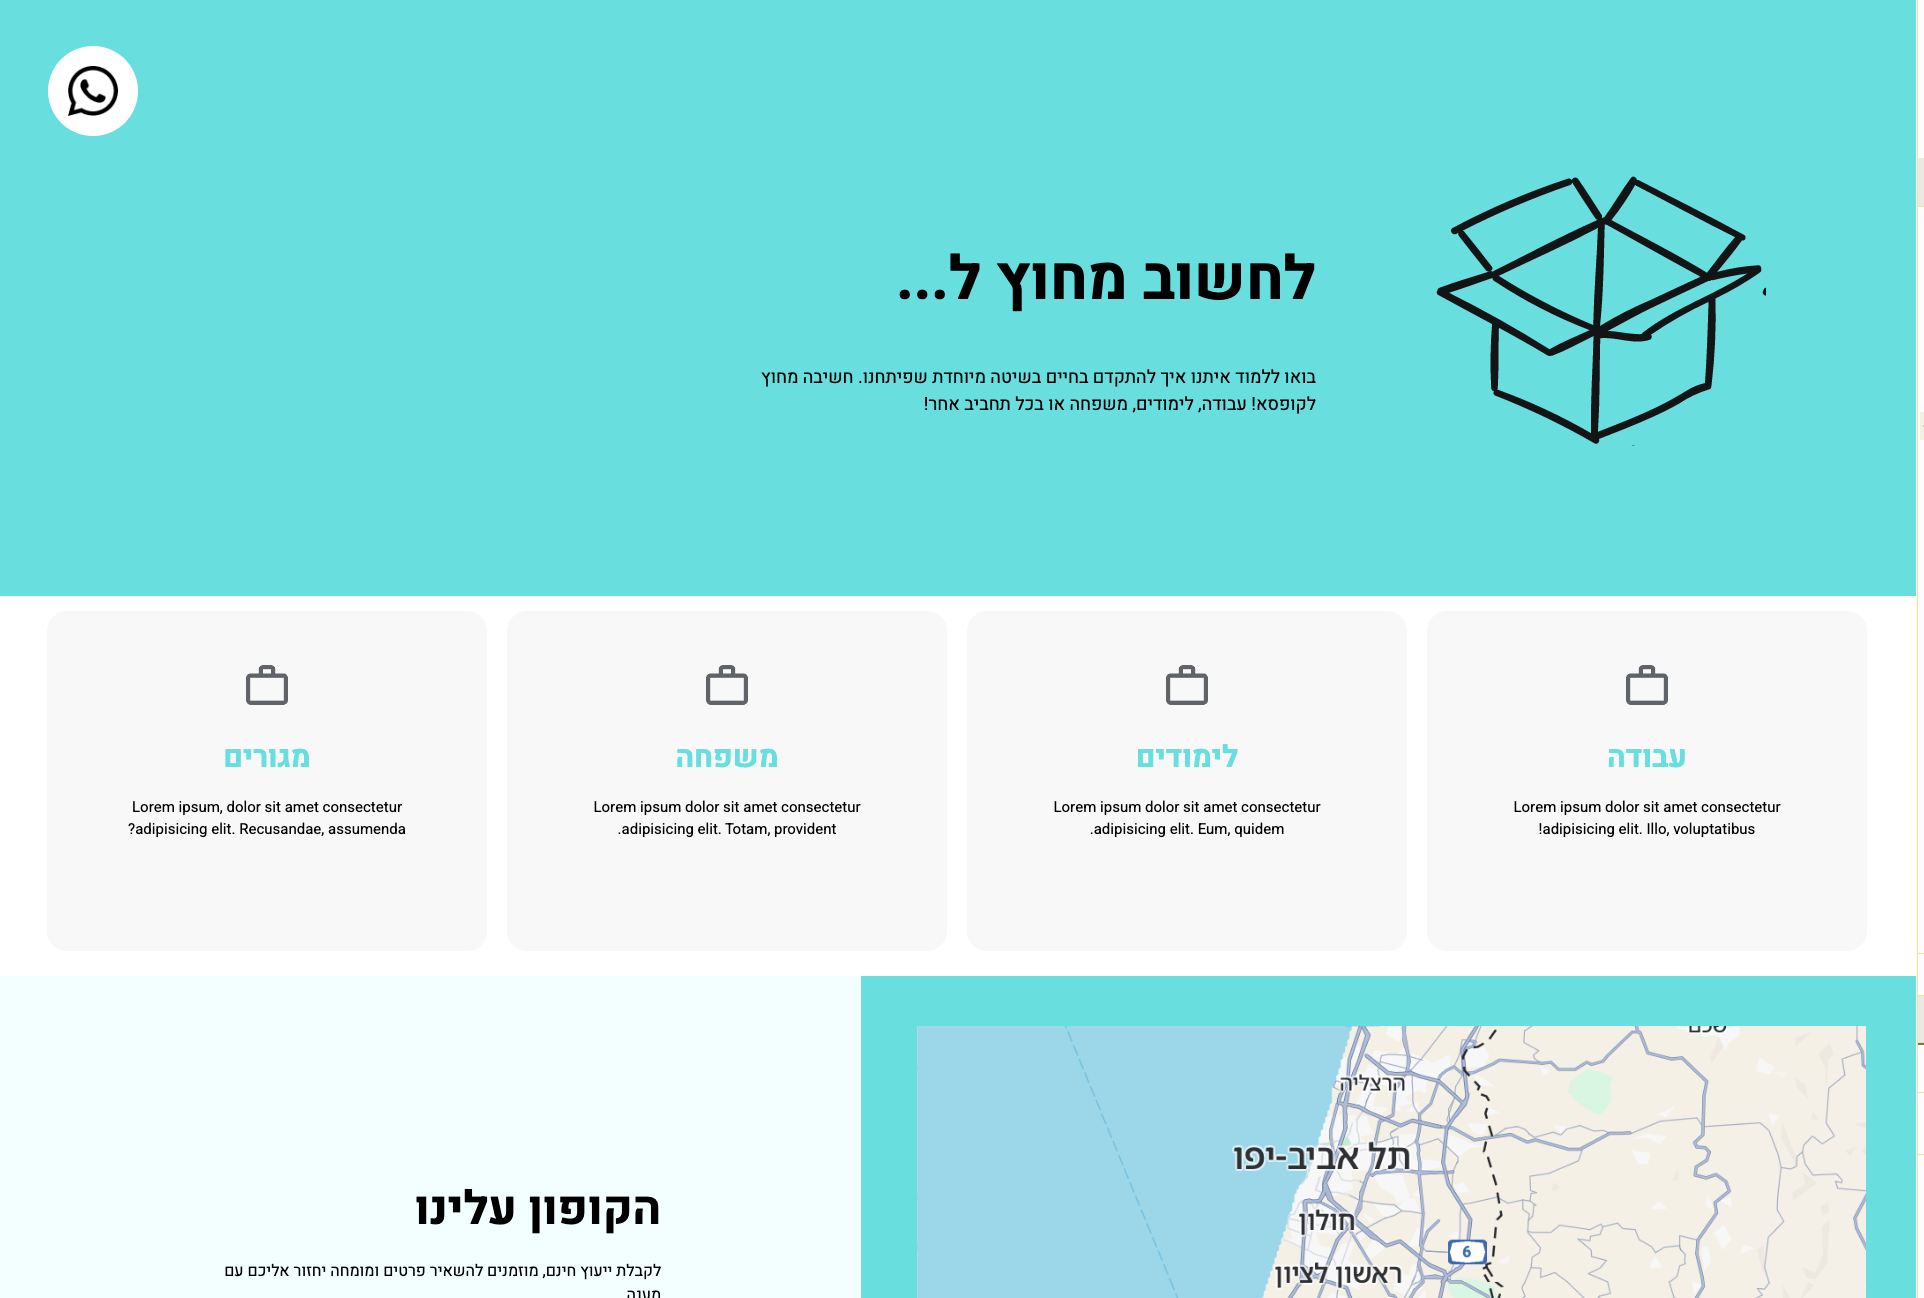 לחשוב מחוץ ל...
בואו ללמוד איתנו איך להתקדם בחיים בשיטה מיוחדת שפיתחנו. חשיבה מחוץ
לקופסא! עבודה, לימודים, משפחה או בכל תחביב אחר!
עבודה
Lorem ipsum dolor sit amet consectetur
!adipisicing elit. Illo, voluptatibus
לימודים
Lorem ipsum dolor sit amet consectetur
.adipisicing elit. Eum, quidem
משפחה
Lorem ipsum dolor sit amet consectetur
.adipisicing elit. Totam, provident
מגורים
Lorem ipsum, dolor sit amet consectetur
?adipisicing elit. Recusandae, assumenda
שכם
הרצליה
תל אביב-יפו
חולון
6
ראשון לציון
הקופון עלינו
לקבלת ייעוץ חינם, מוזמנים להשאיר פרטים ומומחה יחזור אליכם עם
מענה